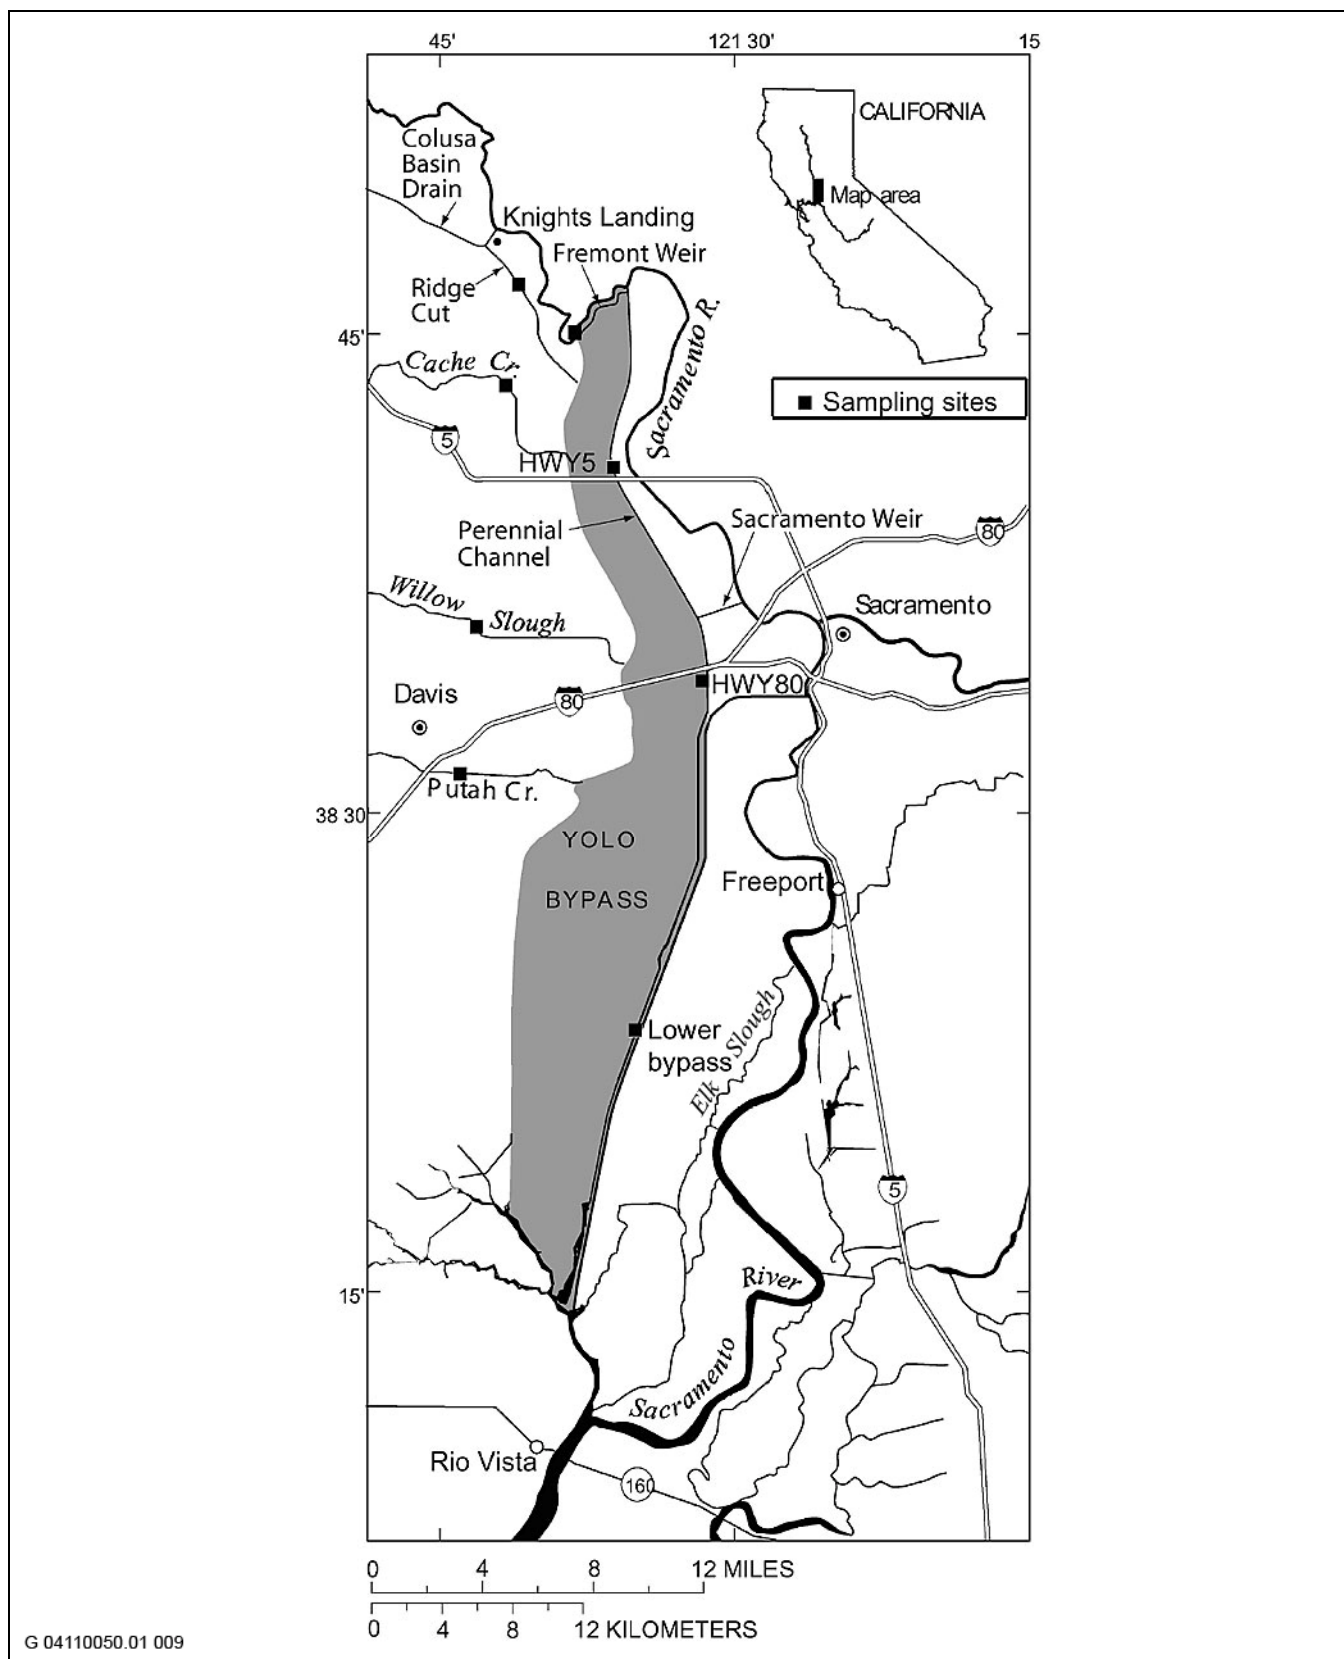 45'
121 30'
15
CALIFORNIA
Map area
Colusa
Basin
Drain
Knights Landing
Fremont Weir
Ridge
Cut
Sacramento R.
45'
Cache Cr.
Sampling sites
5
HWY5
Perennial
Channel
Sacramento Weir
80
Willow Slough
Sacramento
HWY80
Davis
80
Putah Cr.
38 30
YOLO
BYPASS
Freeport
Elk Slough
Lower
bypass
5
15'
Sacramento River
Rio Vista
160
0 4 8 12 MILES
0 4 8 12 KILOMETERS
G 04110050.01 009